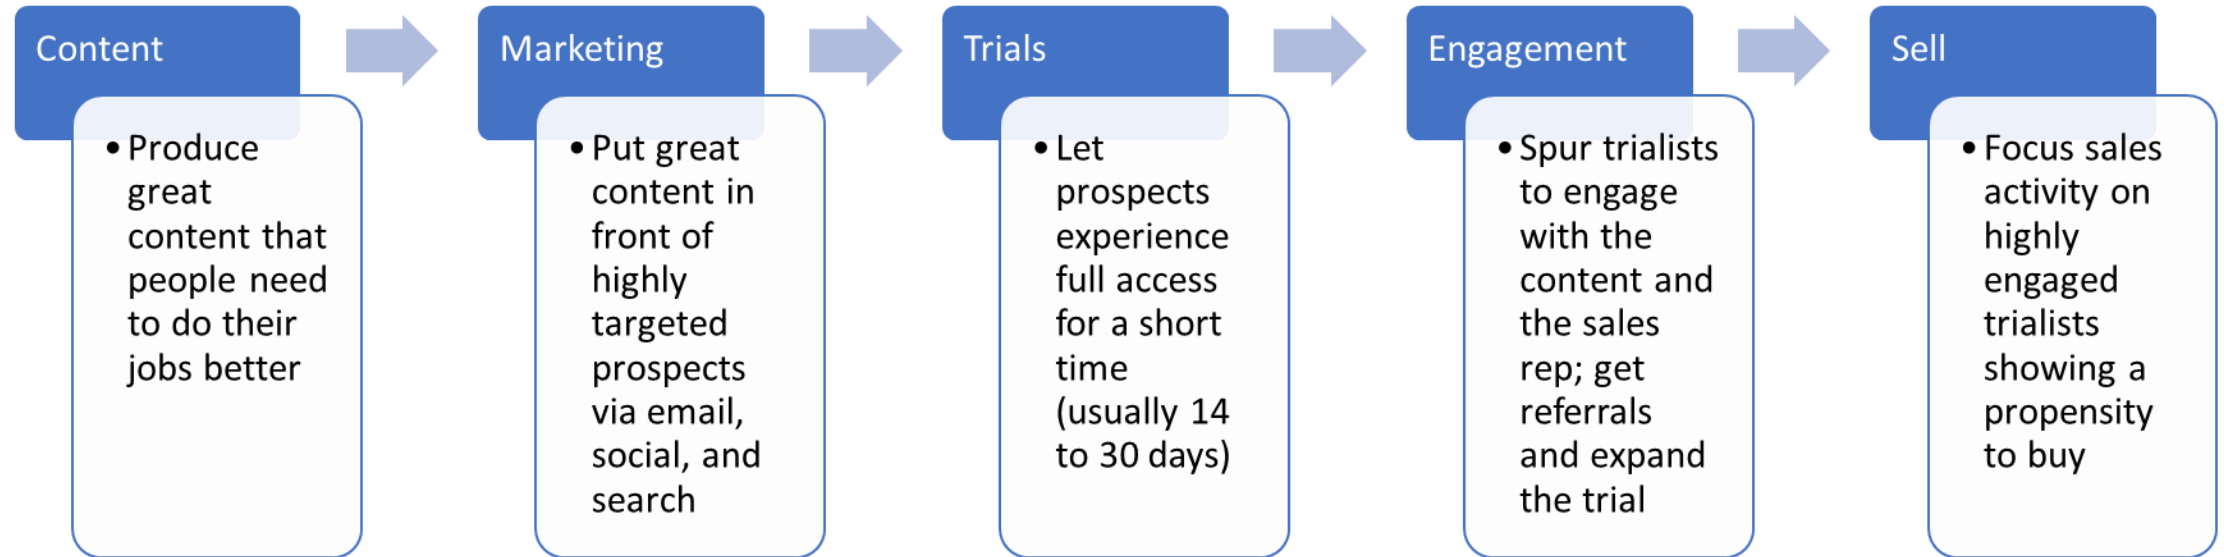 Content
• Produce
great
content that
people need
to do their
jobs better
Marketing
• Put great
content in
front of
highly
targeted
prospects
via email,
social, and
search
Trials
• Let
prospects
experience
full access
for a short
time
(usually 14
to 30 days)
Engagement
• Spur trialists
to engage
with the
content and
the sales
rep; get
referrals
and expand
the trial
Sell
• Focus sales
activity on
highly
engaged
trialists
showing a
propensity
to buy